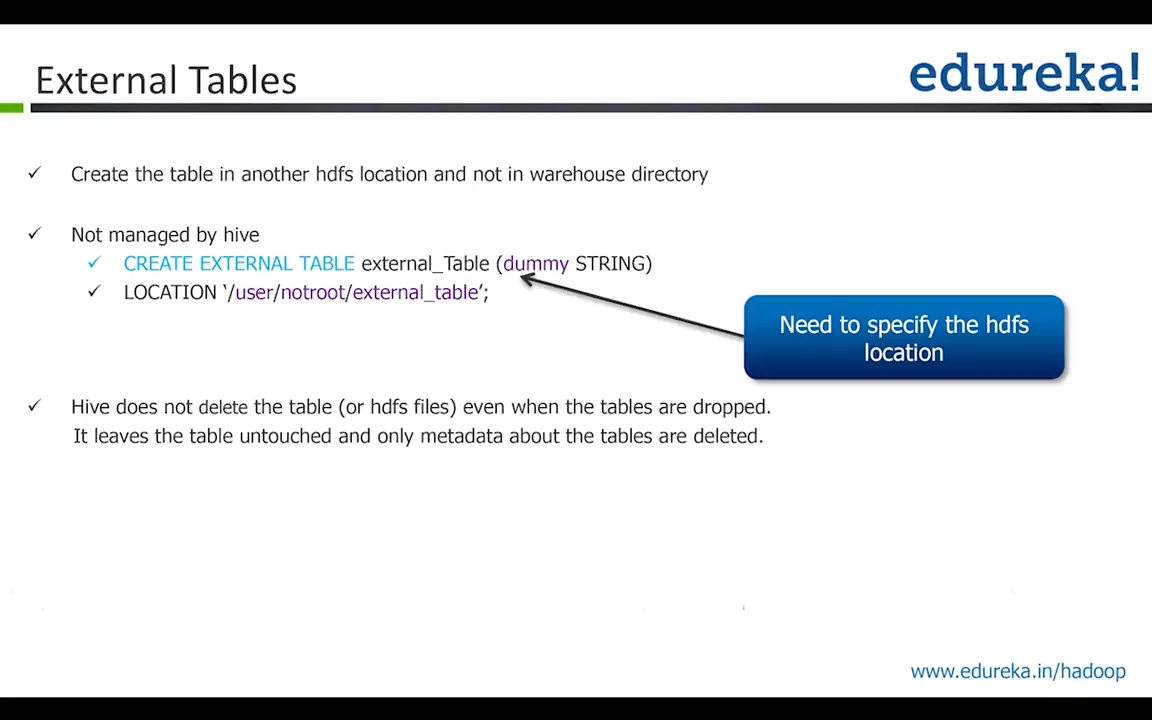 External Tables
edureka!
✓ Create the table in another hdfs location and not in warehouse directory
✓ Not managed by hive
✓ CREATE EXTERNAL TABLE external_Table (dummy STRING)
✓ LOCATION ‘/user/notroot/external_table’;
Need to specify the hdfs
location
✓ Hive does not delete the table (or hdfs files) even when the tables are dropped.
It leaves the table untouched and only metadata about the tables are deleted.
www.edureka.in/hadoop